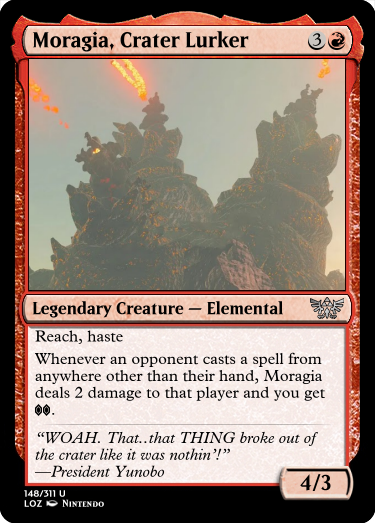 Moragia, Crater Lurker 3
Legendary Creature — Elemental
Reach, haste
Whenever an opponent casts a spell from
anywhere other than their hand, Moragia
deals 2 damage to that player and you get
.
“WOAH. That..that THING broke out of
the crater like it was nothin’!”
—President Yunobo
4/3
148/311 U
LOZ NINTENDO